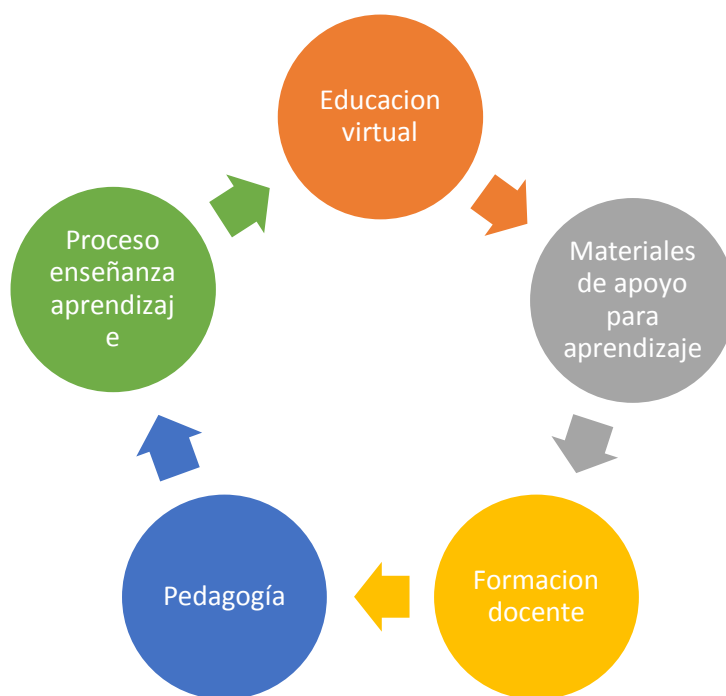 Educacion
virtual
Materiales
de apoyo
para
aprendizaje
Formacion
docente
Pedagogía
Proceso
enseñanza
aprendizaj
e